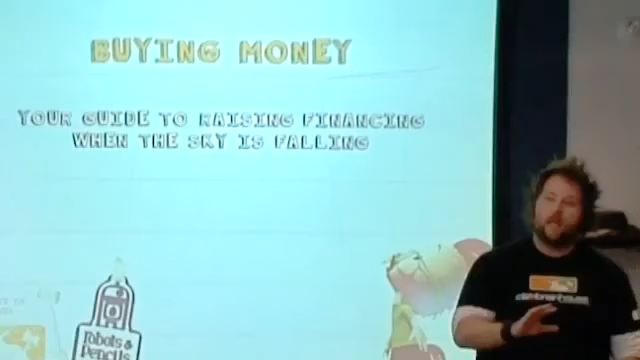 BUYING MONEY
YOUR GUIDE TO RAISING FINANCING
WHEN THE SKY IS FALLING
Robots &
Pencils